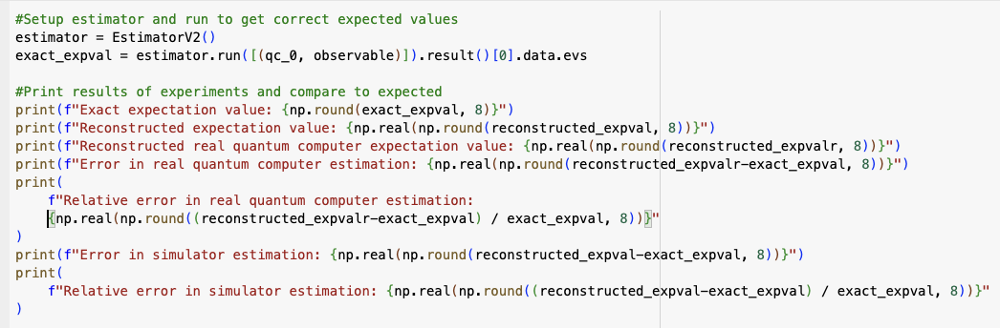 #Setup estimator and run to get correct expected values
estimator = EstimatorV2()
exact_expval = estimator.run([(qc_0, observable)]).result()[0].data.evs

#Print results of experiments and compare to expected
print(f"Exact expectation value: {np.round(exact_expval, 8)}")
print(f"Reconstructed expectation value: {np.real(np.round(reconstructed_expval, 8))}")
print(f"Reconstructed real quantum computer expectation value: {np.real(np.round(reconstructed_expvalr, 8))}")
print(f"Error in real quantum computer estimation: {np.real(np.round(reconstructed_expvalr-exact_expval, 8))}")
print(
    f"Relative error in real quantum computer estimation:
    {np.real(np.round((reconstructed_expvalr-exact_expval) / exact_expval, 8))}"
)
print(f"Error in simulator estimation: {np.real(np.round(reconstructed_expval-exact_expval, 8))}")
print(
    f"Relative error in simulator estimation: {np.real(np.round((reconstructed_expval-exact_expval) / exact_expval, 8))}"
)